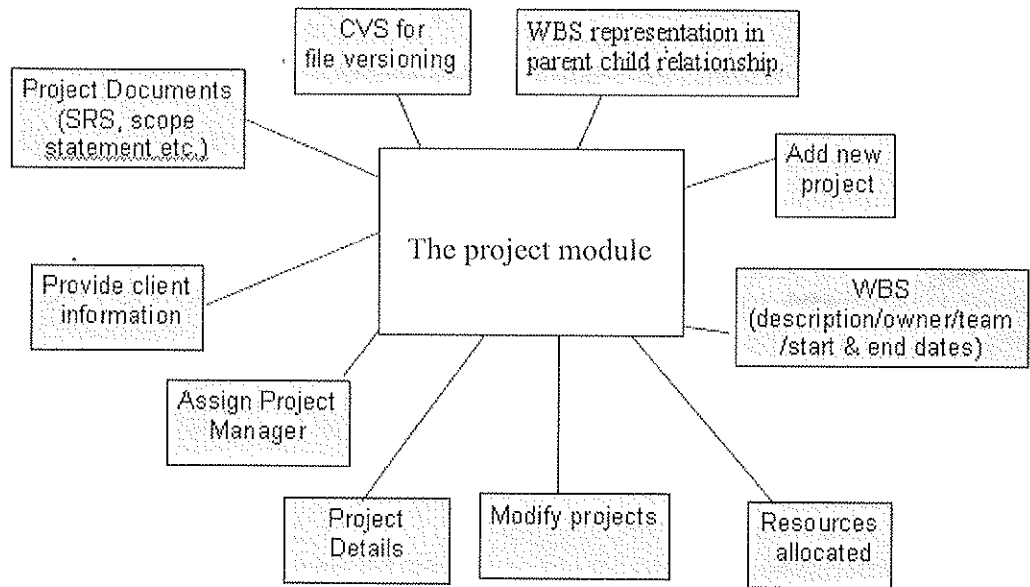 CVS for
file versioning
WBS representation in
parent child relationship.
Project Documents
(SRS, scope
statement etc.)
Add new
project
The project module
Provide client
information
WBS
(description/owner/team
/start & end dates)
Assign Project
Manager
Project
Details
Modify projects
Resources
allocated